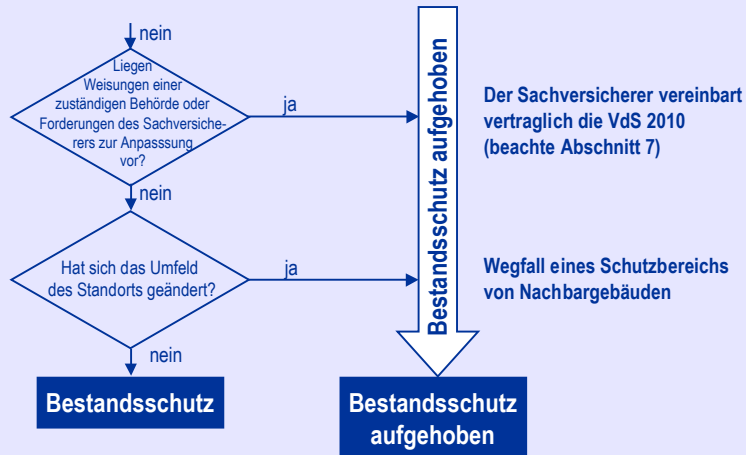 nein
Liegen
Weisungen einer
zuständigen Behörde oder
Forderungen des Sachversiche-
rers zur Anpasssung
vor?
ja
Der Sachversicherer vereinbart
vertraglich die VdS 2010
(beachte Abschnitt 7)
nein
Bestandsschutz aufgehoben
Hat sich das Umfeld
des Standorts geändert?
ja
Wegfall eines Schutzbereichs
von Nachbargebäuden
nein
Bestandsschutz
Bestandsschutz
aufgehoben